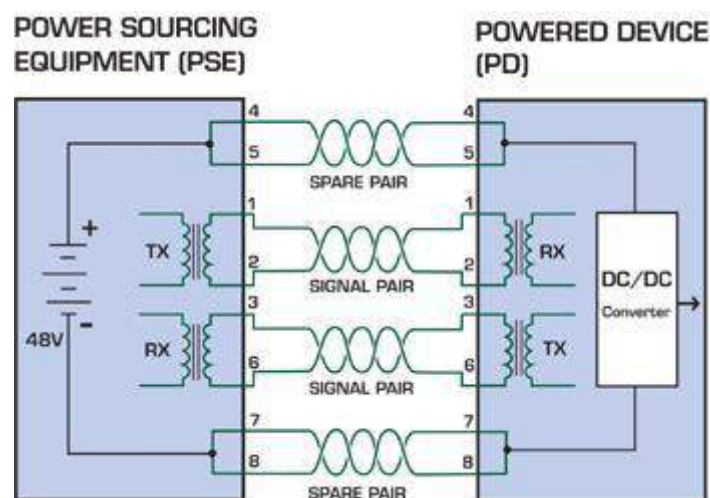 POWER SOURCING
EQUIPMENT (PSE)
POWERED DEVICE
(PD)
4
4
5
5
SPARE PAIR
1
1
+
TX
RX
2
2
SIGNAL PAIR
DC/DC
Converter
3
3
-
48V
RX
TX
6
6
SIGNAL PAIR
7
7
8
8
SPARE PAIR